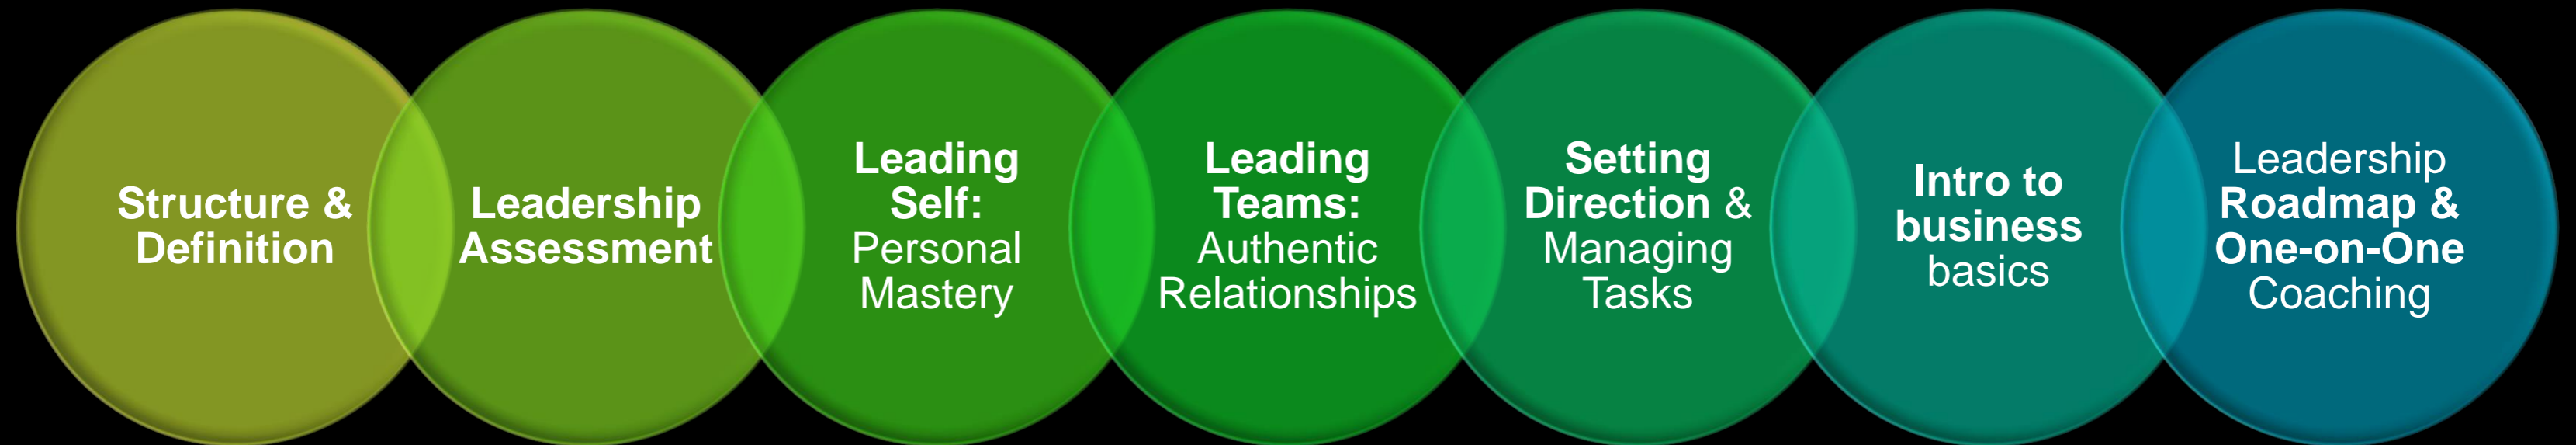 Structure &
Definition
Leadership
Assessment
Leading
Self:
Personal
Mastery
Leading
Teams:
Authentic
Relationships
Setting
Direction &
Managing
Tasks
Intro to
business
basics
Leadership
Roadmap &
One-on-One
Coaching